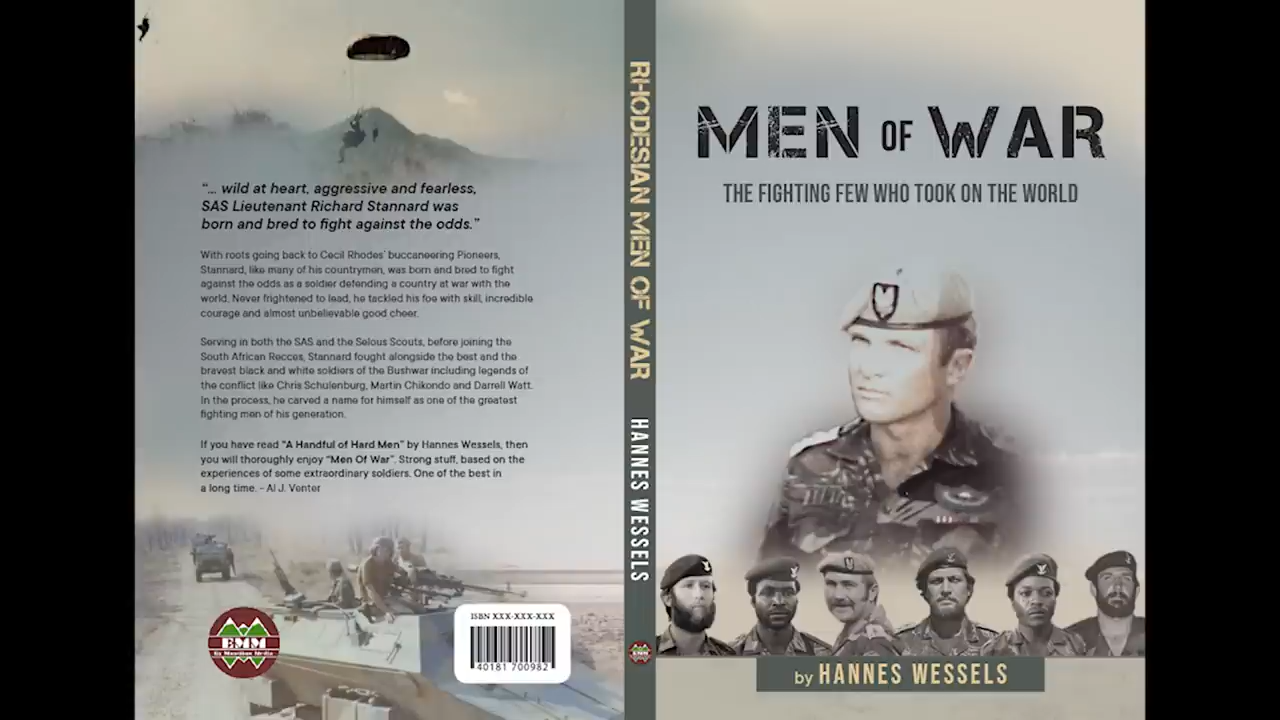 “... wild at heart, aggressive and fearless,
SAS Lieutenant Richard Stannard was
born and bred to fight against the odds.”
With roots going back to Cecil Rhodes’ buccaneering Pioneers,
Stannard, like many of his countrymen, was born and bred to fight
against the odds as a soldier defending a country at war with the
world. Never frightened to lead, he tackled his foe with skill, incredible
courage and almost unbelievable good cheer.
Serving in both the SAS and the Selous Scouts, before joining the
South African Recces, Stannard fought alongside the best and the
bravest black and white soldiers of the Bushwar including legends of
the conflict like Chris Schulenburg, Martin Chikondo and Darrell Watt.
In the process, he carved a name for himself as one of the greatest
fighting men of his generation.
If you have read “A Handful of Hard Men” by Hannes Wessels, then
you will thoroughly enjoy “Men Of War”. Strong stuff, based on the
experiences of some extraordinary soldiers. One of the best in
a long time. - Al J. Venter
EMM
ISBN XXX-XXX-XXX
40181 700982
RHODESIAN MEN OF WAR
HANNES WESSELS
EMM
MEN OF WAR
THE FIGHTING FEW WHO TOOK ON THE WORLD
by HANNES WESSELS